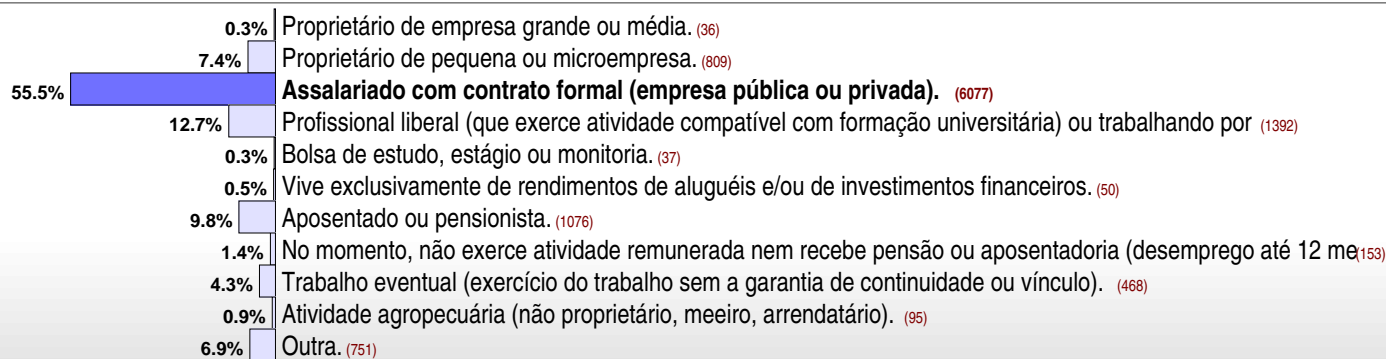 0.3% Proprietário de empresa grande ou média. (36)
7.4% Proprietário de pequena ou microempresa. (809)
55.5% Assalariado com contrato formal (empresa pública ou privada). (6077)
12.7% Profissional liberal (que exerce atividade compatível com formação universitária) ou trabalhando por (1392)
0.3% Bolsa de estudo, estágio ou monitoria. (37)
0.5% Vive exclusivamente de rendimentos de aluguéis e/ou de investimentos financeiros. (50)
9.8% Aposentado ou pensionista. (1076)
1.4% No momento, não exerce atividade remunerada nem recebe pensão ou aposentadoria (desemprego até 12 me(153)
4.3% Trabalho eventual (exercício do trabalho sem a garantia de continuidade ou vínculo). (468)
0.9% Atividade agropecuária (não proprietário, meeiro, arrendatário). (95)
6.9% Outra. (751)